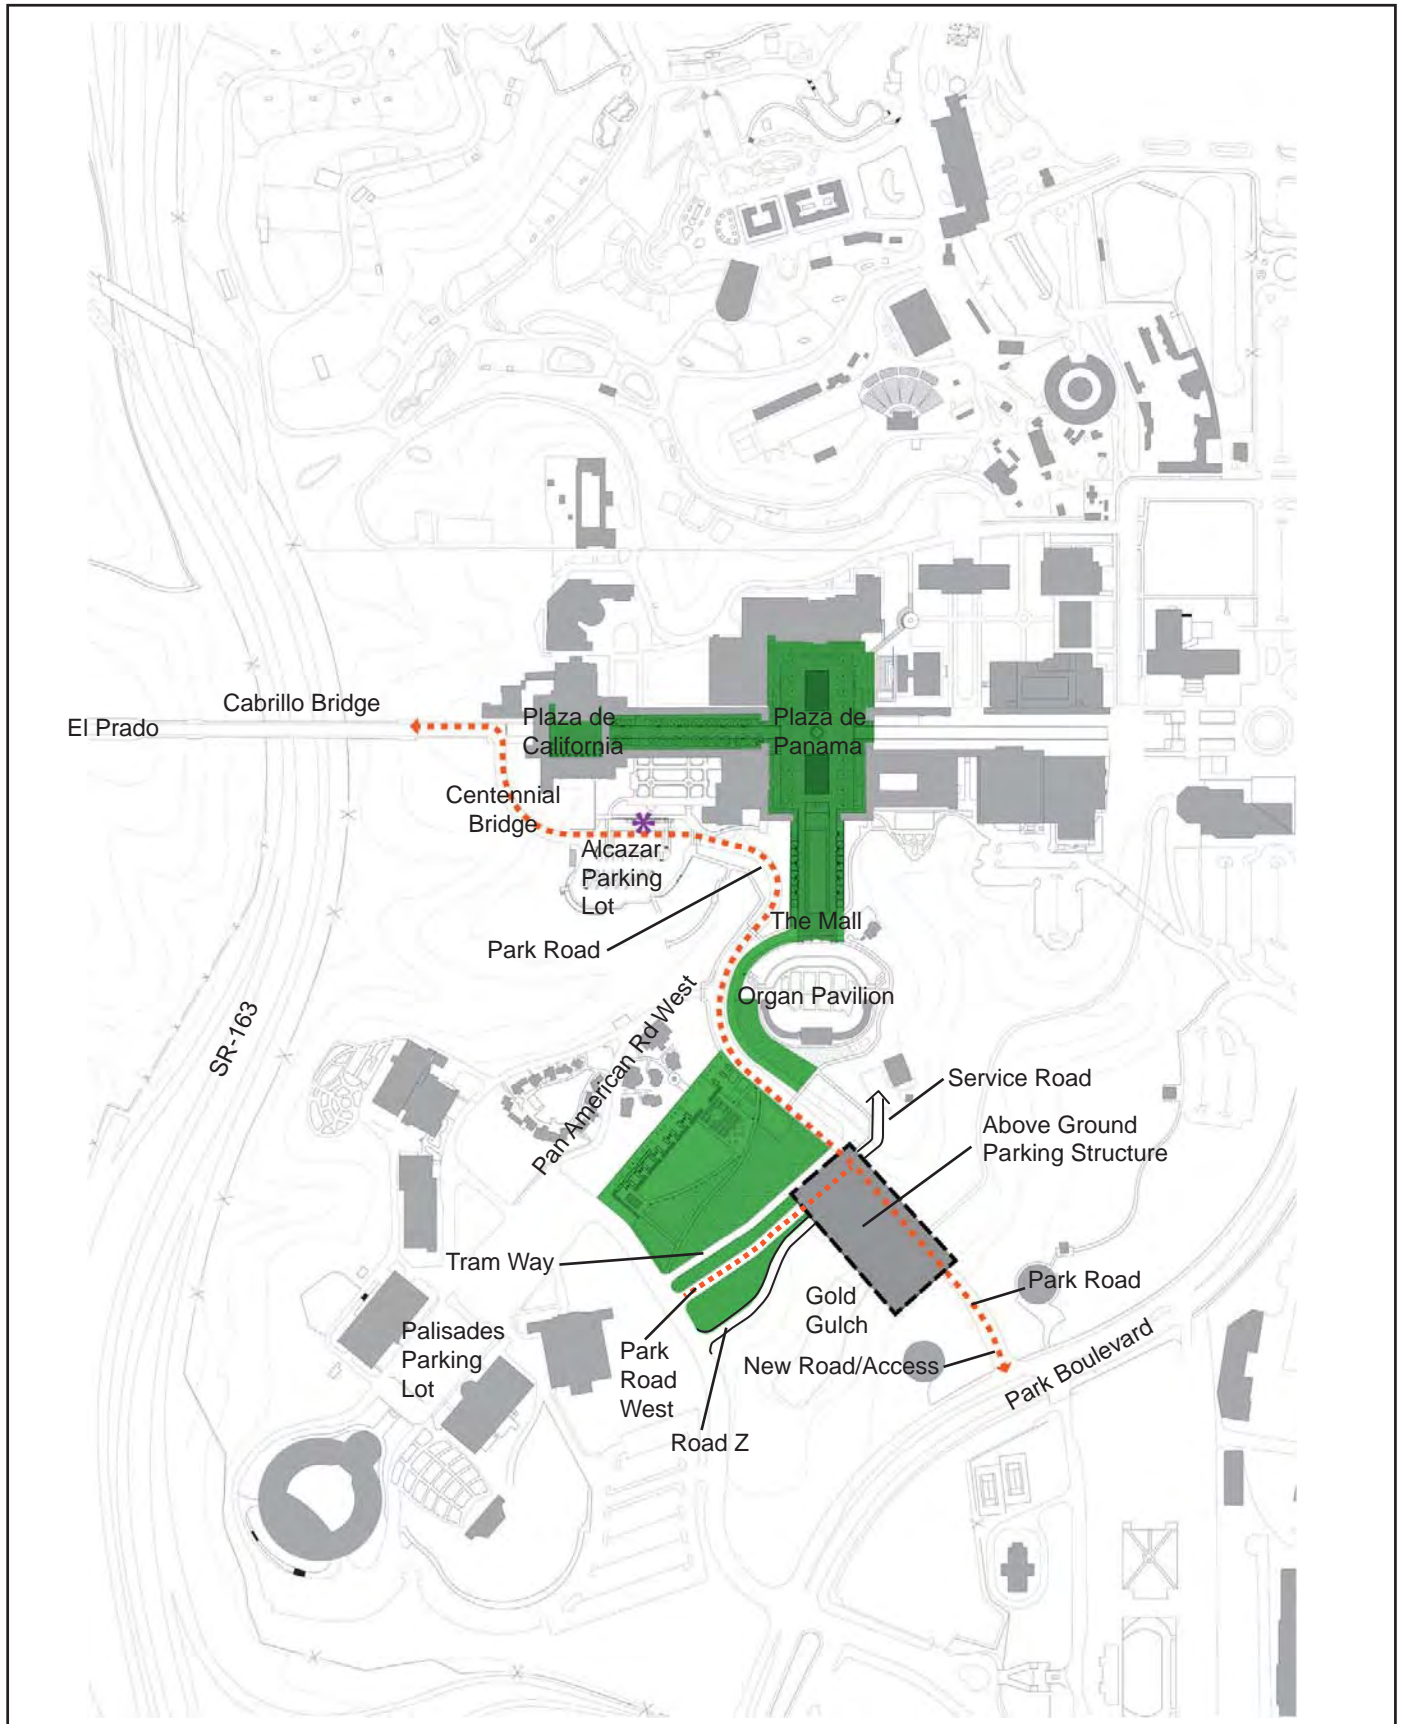 Cabrillo Bridge
El Prado
Plaza de
California
Plaza de
Panama
Centennial
Bridge
Alcazar
Parking
Lot
The Mall
Park Road
Organ Pavilion
Pan American Rd West
SR-163
Service Road
Above Ground
Parking Structure
Tram Way
Park Road
Gold
Gulch
Palisades
Parking
Lot
Park
Road
West
New Road/Access
Park Boulevard
Road Z